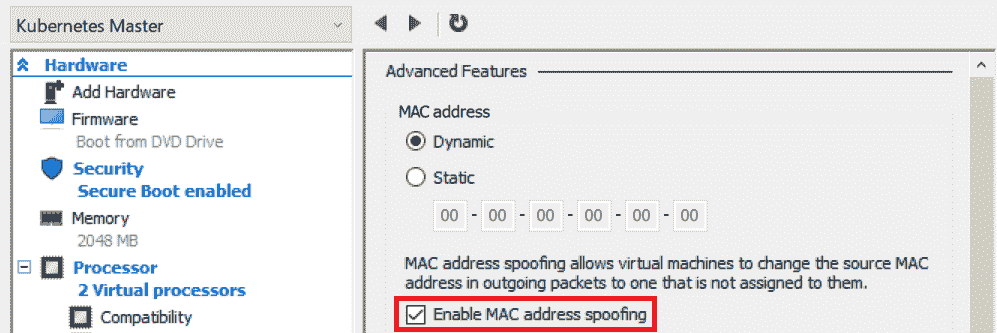 Kubernetes Master
Hardware
Add Hardware
Firmware
Boot from DVD Drive
Security
Secure Boot enabled
Memory
2048 MB
Processor
2 Virtual processors
Compatibility
Advanced Features
MAC address
Dynamic
Static
00 - 00 - 00 - 00 - 00 - 00
MAC address spoofing allows virtual machines to change the source MAC
address in outgoing packets to one that is not assigned to them.
Enable MAC address spoofing